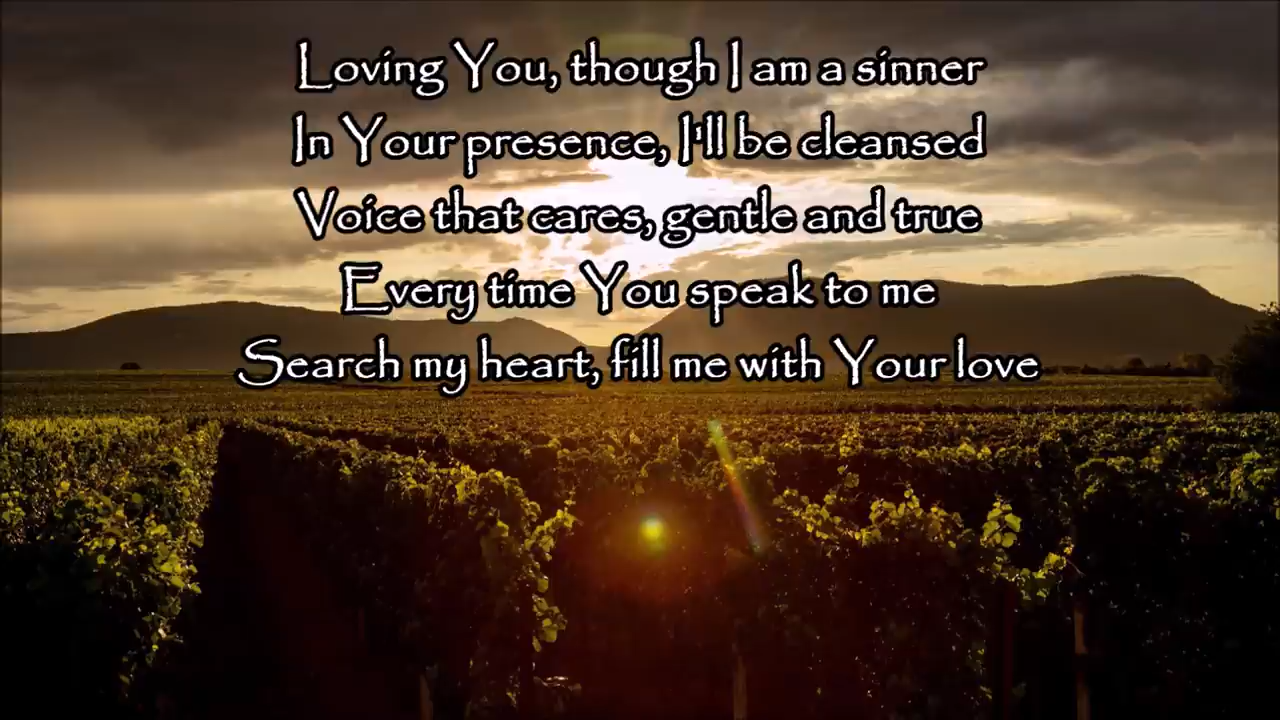 Loving You, though I am a sinner
In Your presence, I'll be cleansed
Voice that cares, gentle and true
Every time You speak to me
Search my heart, fill me with Your love